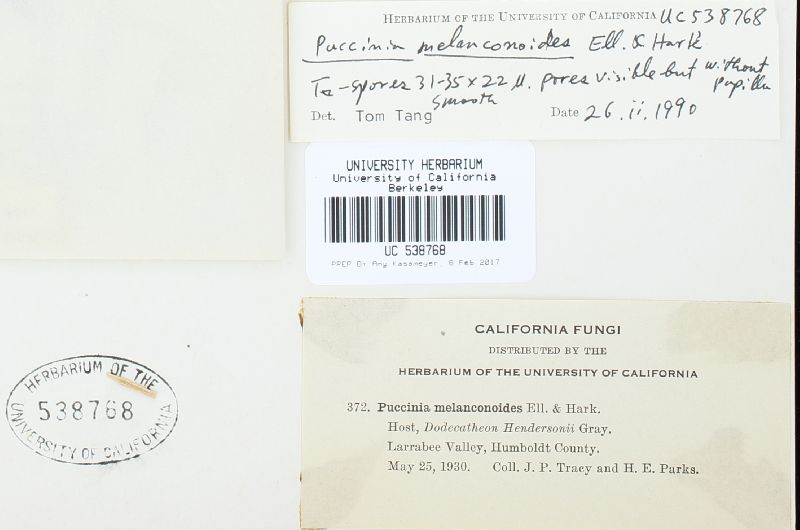 HERBARIUM OF THE UNIVERSITY OF CALIFORNIA UC538768
Puccinia melanconoides Ell. & Hark
Te-spores 31-35 x 22 µ. pores visible but without papilla
smooth
Det. Tom Tang Date 26.ii.1990
UNIVERSITY HERBARIUM
University of California
Berkeley
UC 538768
PREP BY Amy Kasameyer, 8 Feb 2017
CALIFORNIA FUNGI
DISTRIBUTED BY THE
HERBARIUM OF THE UNIVERSITY OF CALIFORNIA
372. Puccinia melanconoides Ell. & Hark.
Host, Dodecatheon Hendersonii Gray.
Larrabee Valley, Humboldt County.
May 25, 1930. Coll. J. P. Tracy and H. E. Parks.
HERBARIUM OF THE
538768
UNIVERSITY OF CALIFORNIA